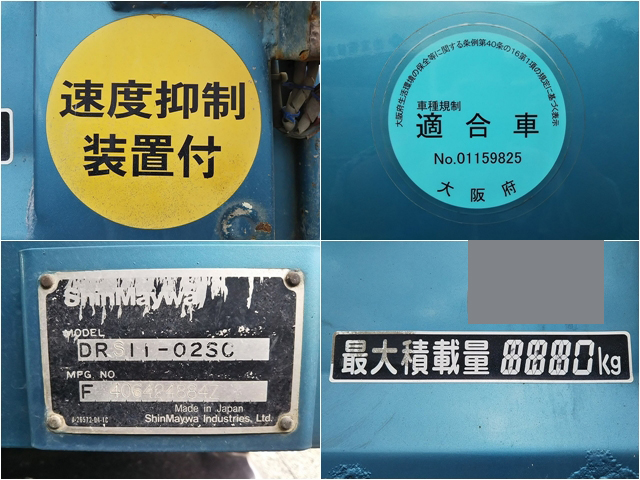 速度抑制
装置付
大阪府生活環境の保全等に関する条例第40条の16第1項の規定に基づく表示
車種規制
適合車
No.01159825
大阪府
ShinMaywa
MODEL
DRS11-02SC
MFG. NO.
F
Made in Japan
ShinMaywa Industries, Ltd.
最大積載量 8880kg